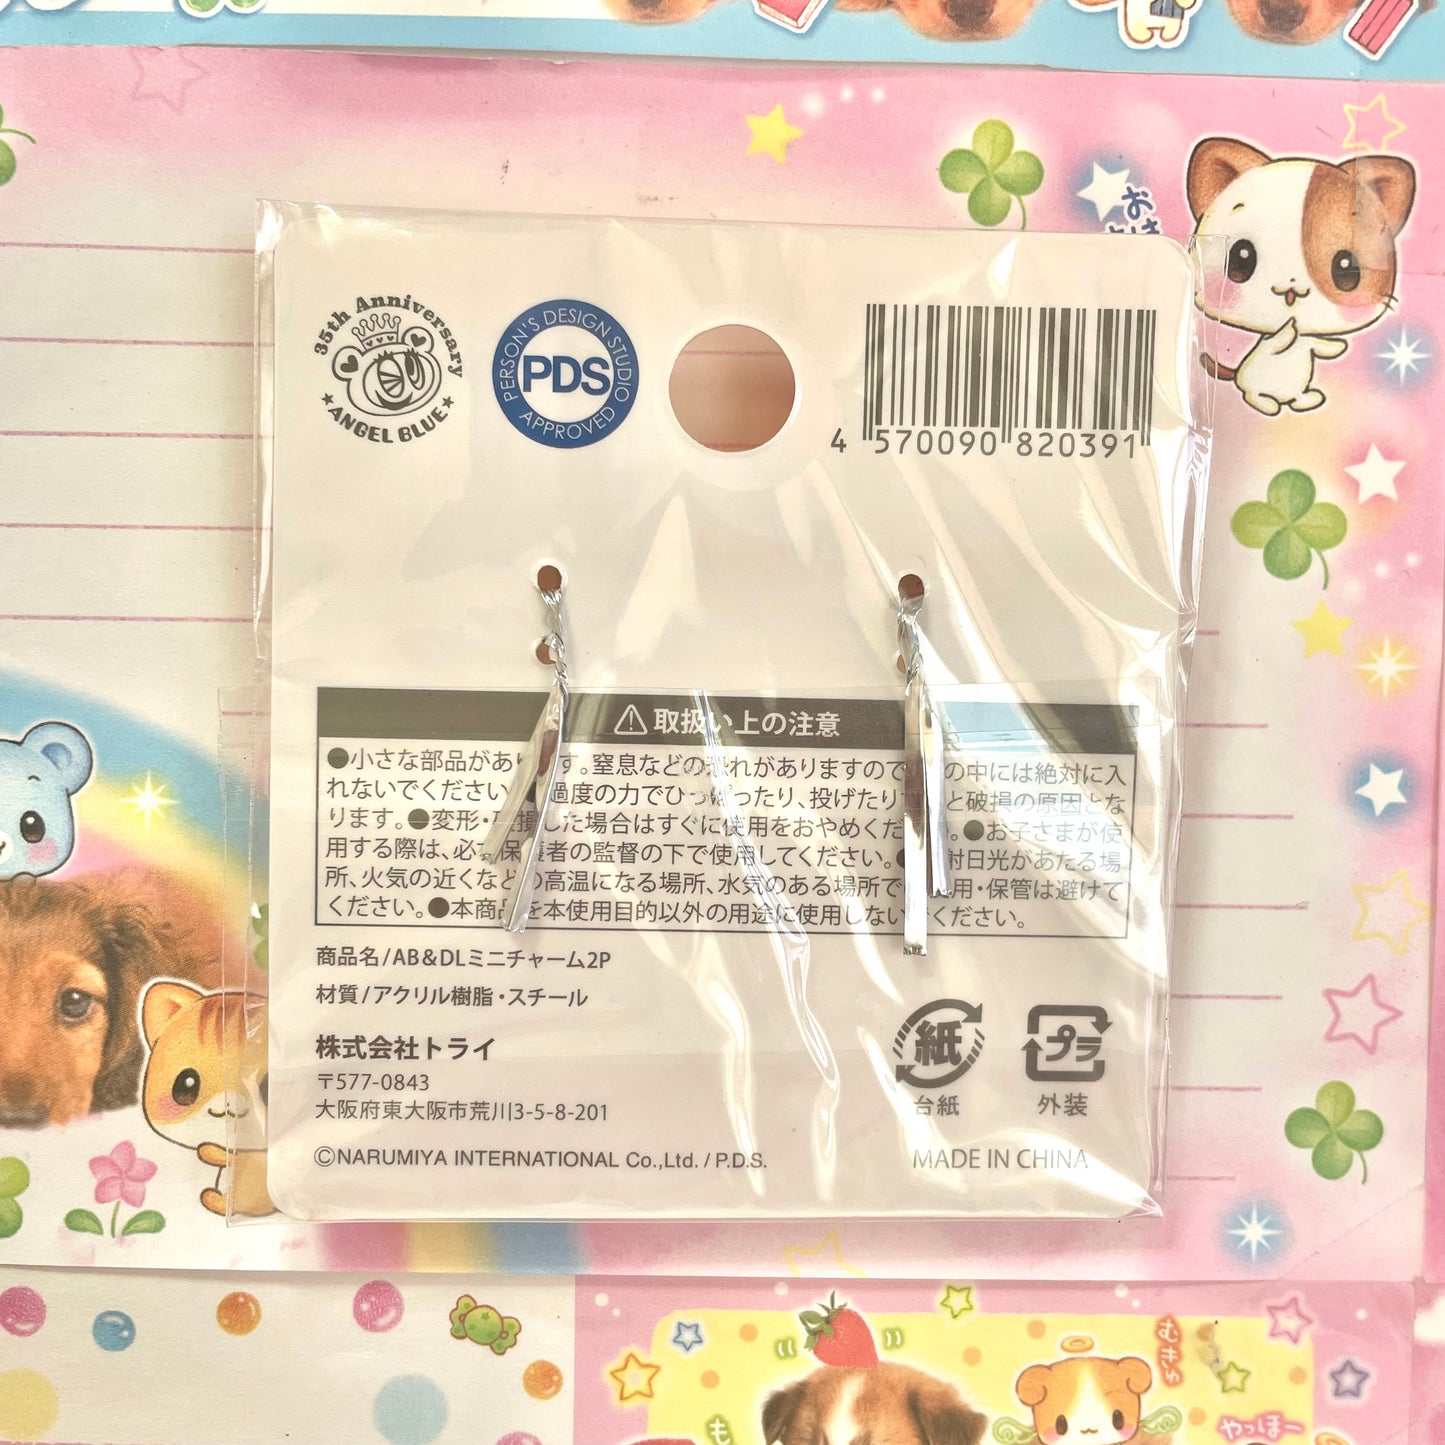 35th Anniversary
★ANGEL BLUE★
PERSON'S DESIGN STUDIO
PDS
APPROVED
4 570090 820391
取扱い上の注意
●小さな部品があり す。窒息などの恐れがありますので の中には絶対に入
れないでください 過度の力でひっぱったり、投げたり と破損の原因とな
ります。●変形・破損した場合はすぐに使用をおやめくだ 。●お子さまが使
用する際は、必ず保護者の監督の下で使用してください。 射日光があたる場
所、火気の近くなどの高温になる場所、水気のある場所で 使用・保管は避けて
ください。●本商品を本使用目的以外の用途に使用しないでください。
商品名/AB&DLミニチャーム2P
材質/アクリル樹脂・スチール
株式会社トライ
〒577-0843
大阪府東大阪市荒川3-5-8-201
紙
台紙
プラ
外装
©NARUMIYA INTERNATIONAL Co.,Ltd. / P.D.S.
MADE IN CHINA
むきゅ
やっほー
も